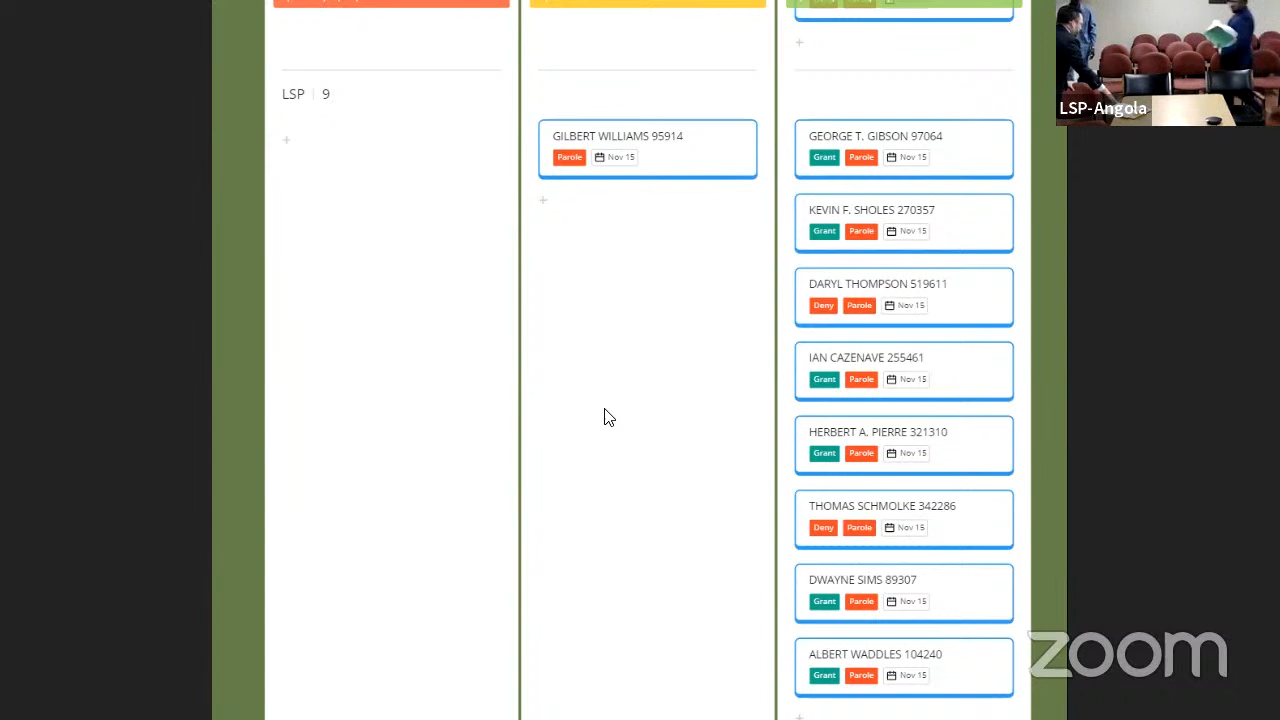 LSP 9
GILBERT WILLIAMS 95914
Parole Nov 15
GEORGE T. GIBSON 97064
Grant Parole Nov 15
KEVIN F. SHOLES 270357
Grant Parole Nov 15
DARYL THOMPSON 519611
Deny Parole Nov 15
IAN CAZENAVE 255461
Grant Parole Nov 15
HERBERT A. PIERRE 321310
Grant Parole Nov 15
THOMAS SCHMOLKE 342286
Deny Parole Nov 15
DWAYNE SIMS 89307
Grant Parole Nov 15
ALBERT WADDLES 104240
Grant Parole Nov 15
LSP-Angola
zoom